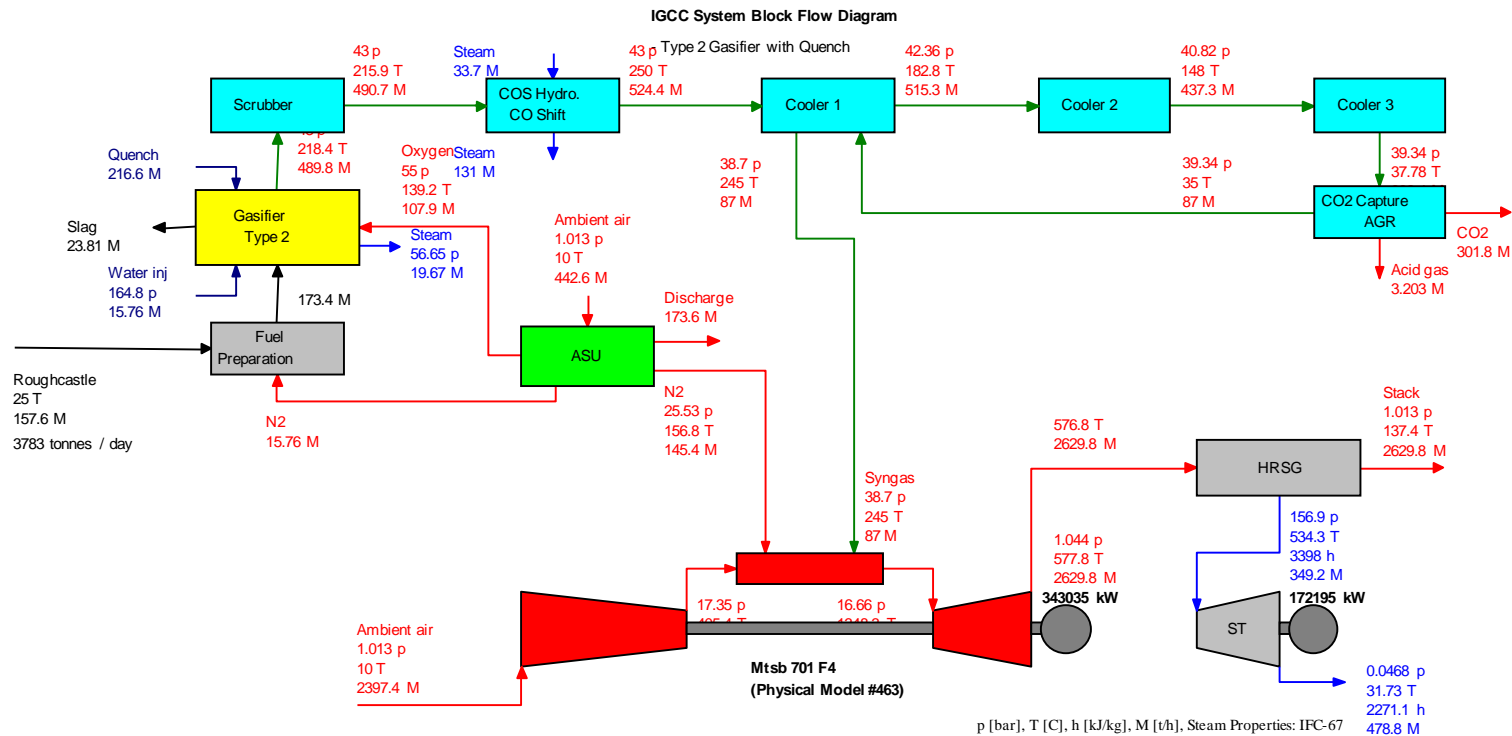 IGCC System Block Flow Diagram
- Type 2 Gasifier with Quench
43 p
215.9 T
490.7 M
Steam
33.7 M
43 p
250 T
524.4 M
42.36 p
182.8 T
515.3 M
40.82 p
148 T
437.3 M
Scrubber
COS Hydro.
CO Shift
Cooler 1
Cooler 2
Cooler 3
218.4 T
489.8 M
Quench
216.6 M
Oxygen
55 p
139.2 T
107.9 M
Steam
131 M
38.7 p
245 T
87 M
39.34 p
35 T
87 M
39.34 p
37.78 T
CO2 Capture
AGR
CO2
301.8 M
Acid gas
3.203 M
Gasifier
Type 2
Slag
23.81 M
Steam
56.65 p
19.67 M
Water inj
164.8 p
15.76 M
173.4 M
Ambient air
1.013 p
10 T
442.6 M
Discharge
173.6 M
Fuel
Preparation
ASU
Roughcastle
25 T
157.6 M
3783 tonnes / day
N2
15.76 M
N2
25.53 p
156.8 T
145.4 M
576.8 T
2629.8 M
Stack
1.013 p
137.4 T
2629.8 M
HRSG
Syngas
38.7 p
245 T
87 M
156.9 p
534.3 T
3398 h
349.2 M
1.044 p
577.8 T
2629.8 M
343035 kW
172195 kW
17.35 p
16.66 p
ST
Ambient air
1.013 p
10 T
2397.4 M
Mtsb 701 F4
(Physical Model #463)
0.0468 p
31.73 T
2271.1 h
478.8 M
p [bar], T [C], h [kJ/kg], M [t/h], Steam Properties: IFC-67